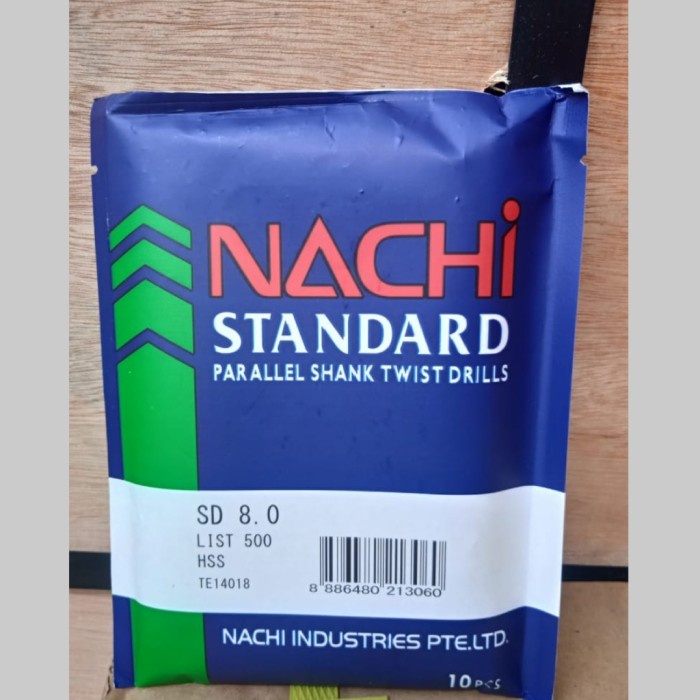 NACHi
STANDARD
PARALLEL SHANK TWIST DRILLS
SD 8.0
LIST 500
HSS
TE14018
8 886480 213060
NACHI INDUSTRIES PTE.LTD.
10 PCS